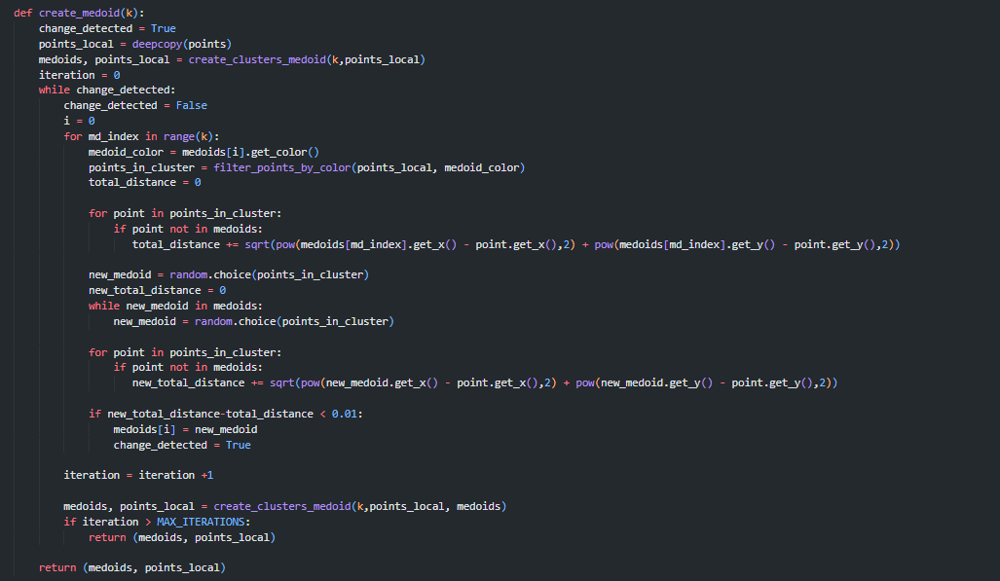 def create_medoid(k):
    change_detected = True
    points_local = deepcopy(points)
    medoids, points_local = create_clusters_medoid(k,points_local)
    iteration = 0
    while change_detected:
        change_detected = False
        i = 0
        for md_index in range(k):
            medoid_color = medoids[i].get_color()
            points_in_cluster = filter_points_by_color(points_local, medoid_color)
            total_distance = 0
            for point in points_in_cluster:
                if point not in medoids:
                    total_distance += sqrt(pow(medoids[md_index].get_x() - point.get_x(),2) + pow(medoids[md_index].get_y() - point.get_y(),2))
            new_medoid = random.choice(points_in_cluster)
            new_total_distance = 0
            while new_medoid in medoids:
                new_medoid = random.choice(points_in_cluster)
            for point in points_in_cluster:
                if point not in medoids:
                    new_total_distance += sqrt(pow(new_medoid.get_x() - point.get_x(),2) + pow(new_medoid.get_y() - point.get_y(),2))
            if new_total_distance-total_distance < 0.01:
                medoids[i] = new_medoid
                change_detected = True
        iteration = iteration +1
        medoids, points_local = create_clusters_medoid(k,points_local, medoids)
        if iteration > MAX_ITERATIONS:
            return (medoids, points_local)
    return (medoids, points_local)